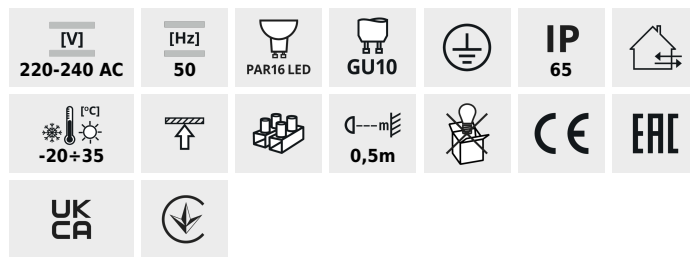 [V]
220-240 AC
[Hz]
50
PAR16 LED
GU10
IP
65
[°C]
-20÷35
m
0,5m
CE
EAC
UK
CA